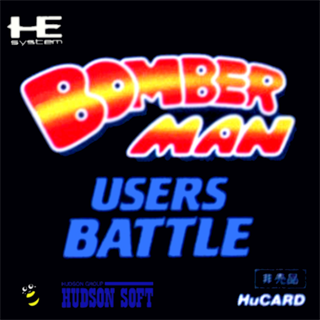 HE
system
BOMBER
MAN
USERS
BATTLE
HUDSON GROUP
HUDSON SOFT
非売品
HuCARD